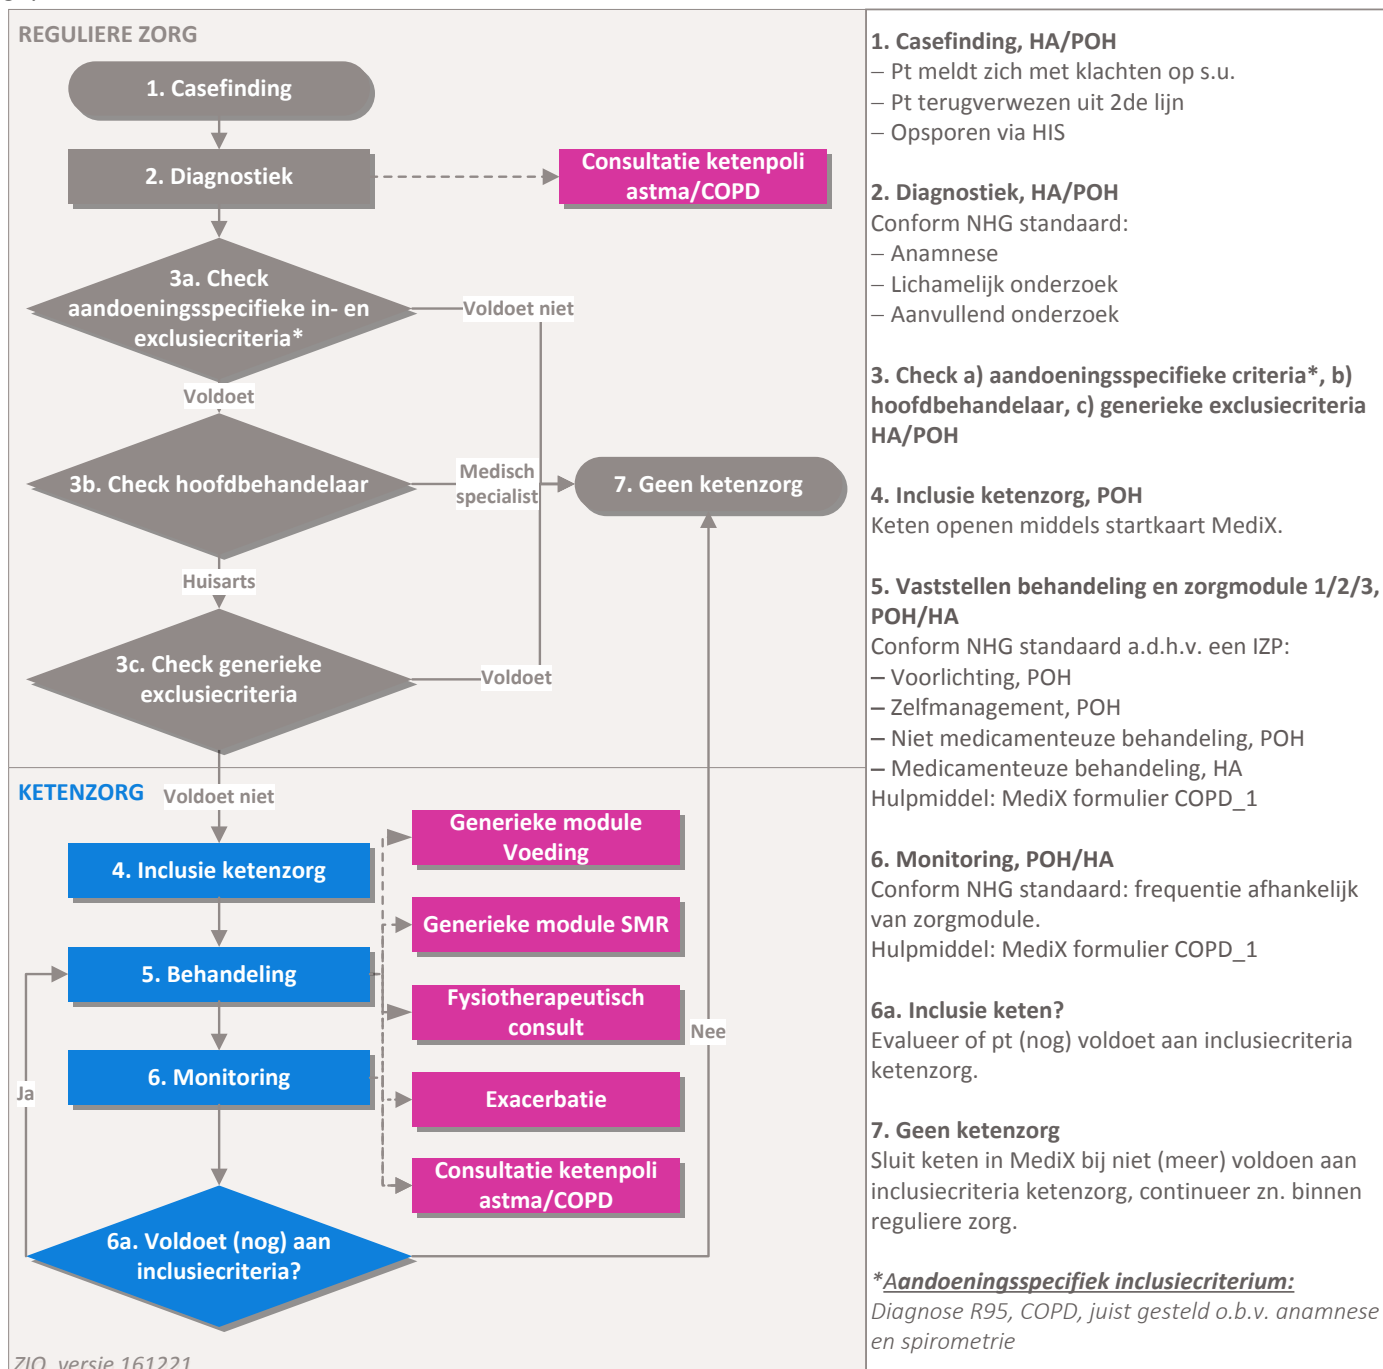 REGULIERE ZORG
1. Casefinding
2. Diagnostiek
Consultatie ketenpoli
astma/COPD
3a. Check
aandoeningsspecifieke in- en
exclusiecriteria*
Voldoet niet
Voldoet
3b. Check hoofdbehandelaar
Medisch
specialist
7. Geen ketenzorg
Huisarts
3c. Check generieke
exclusiecriteria
Voldoet
KETENZORG
Voldoet niet
4. Inclusie ketenzorg
Generieke module
Voeding
Generieke module SMR
5. Behandeling
Fysiotherapeutisch
consult
Nee
6. Monitoring
Ja
Exacerbatie
Consultatie ketenpoli
astma/COPD
6a. Voldoet (nog) aan
inclusiecriteria?
ZIO, versie 161221
1. Casefinding, HA/POH
– Pt meldt zich met klachten op s.u.
– Pt terugverwezen uit 2de lijn
– Opsporen via HIS
2. Diagnostiek, HA/POH
Conform NHG standaard:
– Anamnese
– Lichamelijk onderzoek
– Aanvullend onderzoek
3. Check a) aandoeningsspecifieke criteria*, b)
hoofdbehandelaar, c) generieke exclusiecriteria
HA/POH
4. Inclusie ketenzorg, POH
Keten openen middels startkaart MediX.
5. Vaststellen behandeling en zorgmodule 1/2/3,
POH/HA
Conform NHG standaard a.d.h.v. een IZP:
– Voorlichting, POH
– Zelfmanagement, POH
– Niet medicamenteuze behandeling, POH
– Medicamenteuze behandeling, HA
Hulpmiddel: MediX formulier COPD_1
6. Monitoring, POH/HA
Conform NHG standaard: frequentie afhankelijk
van zorgmodule.
Hulpmiddel: MediX formulier COPD_1
6a. Inclusie keten?
Evalueer of pt (nog) voldoet aan inclusiecriteria
ketenzorg.
7. Geen ketenzorg
Sluit keten in MediX bij niet (meer) voldoen aan
inclusiecriteria ketenzorg, continueer zn. binnen
reguliere zorg.
*Aandoeningsspecifiek inclusiecriterium:
Diagnose R95, COPD, juist gesteld o.b.v. anamnese
en spirometrie